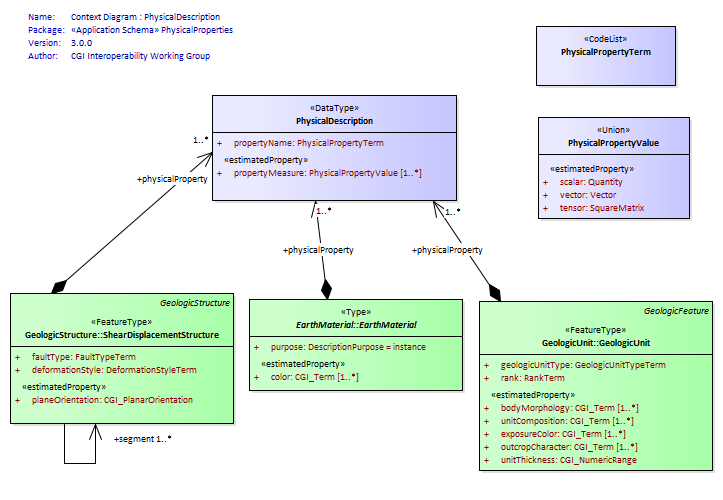 Name: Context Diagram : PhysicalDescription
Package: «Application Schema» PhysicalProperties
Version: 3.0.0
Author: CGI Interoperability Working Group
«CodeList»
PhysicalPropertyTerm
«DataType»
PhysicalDescription
+ propertyName: PhysicalPropertyTerm
«estimatedProperty»
+ propertyMeasure: PhysicalPropertyValue [1..*]
«Union»
PhysicalPropertyValue
«estimatedProperty»
+ scalar: Quantity
+ vector: Vector
+ tensor: SquareMatrix
1..*
+physicalProperty
1..*
+physicalProperty
1..*
+physicalProperty
GeologicStructure
«FeatureType»
GeologicStructure::ShearDisplacementStructure
+ faultType: FaultTypeTerm
+ deformationStyle: DeformationStyleTerm
«estimatedProperty»
+ planeOrientation: CGI_PlanarOrientation
+segment 1..*
«Type»
EarthMaterial::EarthMaterial
+ purpose: DescriptionPurpose = instance
«estimatedProperty»
+ color: CGI_Term [1..*]
GeologicFeature
«FeatureType»
GeologicUnit::GeologicUnit
+ geologicUnitType: GeologicUnitTypeTerm
+ rank: RankTerm
«estimatedProperty»
+ bodyMorphology: CGI_Term [1..*]
+ unitComposition: CGI_Term [1..*]
+ exposureColor: CGI_Term [1..*]
+ outcropCharacter: CGI_Term [1..*]
+ unitThickness: CGI_NumericRange